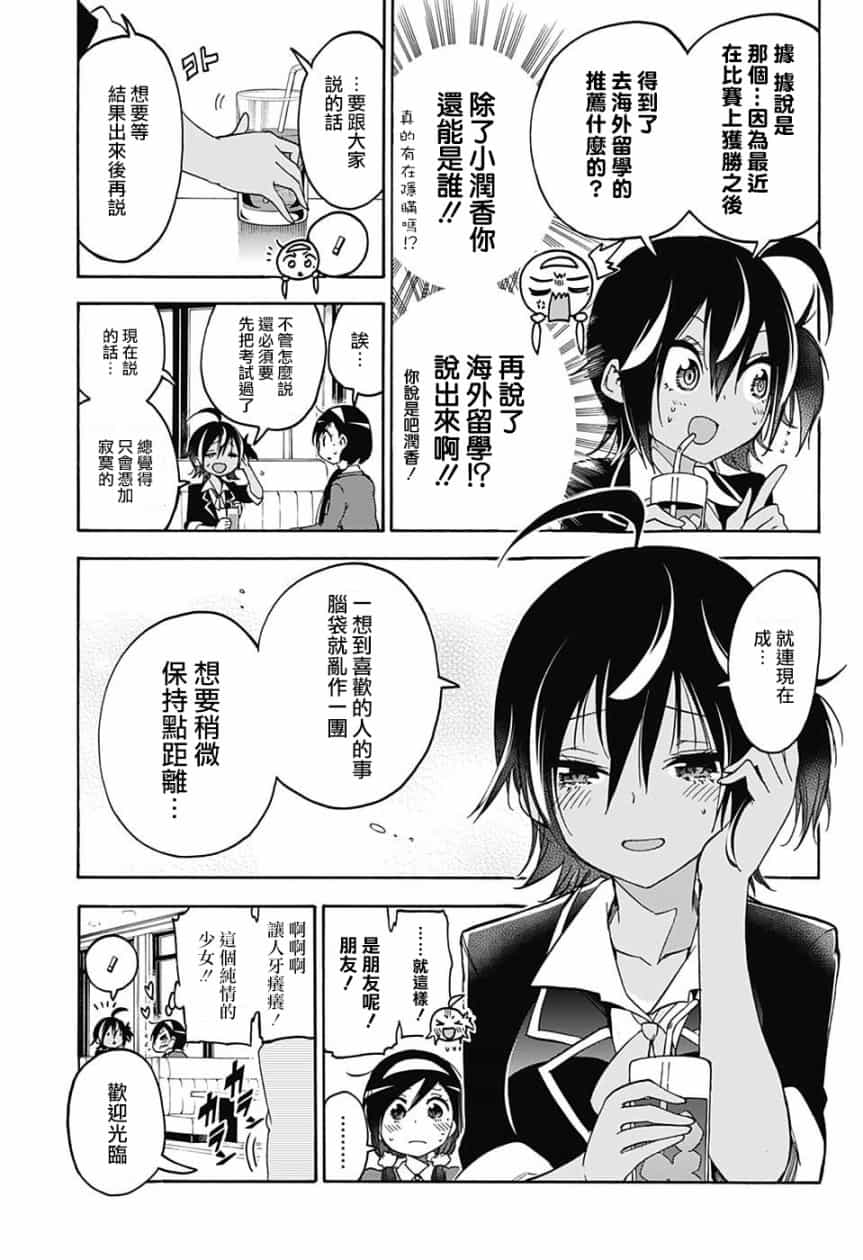 據 據說是
那個…因為最近
在比賽上獲勝之後
得到了
去海外留學的
推薦什麼的？
除了小潤香你
還能是誰!!
真的有在隱瞞嗎!?
再說了
海外留學!?
說出來啊!!
你說是吧潤香！
…要跟大家
說的話
コト
想要等
結果出來後再說
！
誒…
不管怎麼說
還必須要
先把考試過了
現在說
的話…
總覺得
只會憑加
寂寞的
就連現在
成…
一想到喜歡的人的事
腦袋就亂作一團
想要稍微
保持點距離…
……就這樣！
是朋友呢！
朋友！
………
啊啊啊
讓人牙癢癢！
這個純情的
少女!!
！
ガタガタ
歡迎光臨